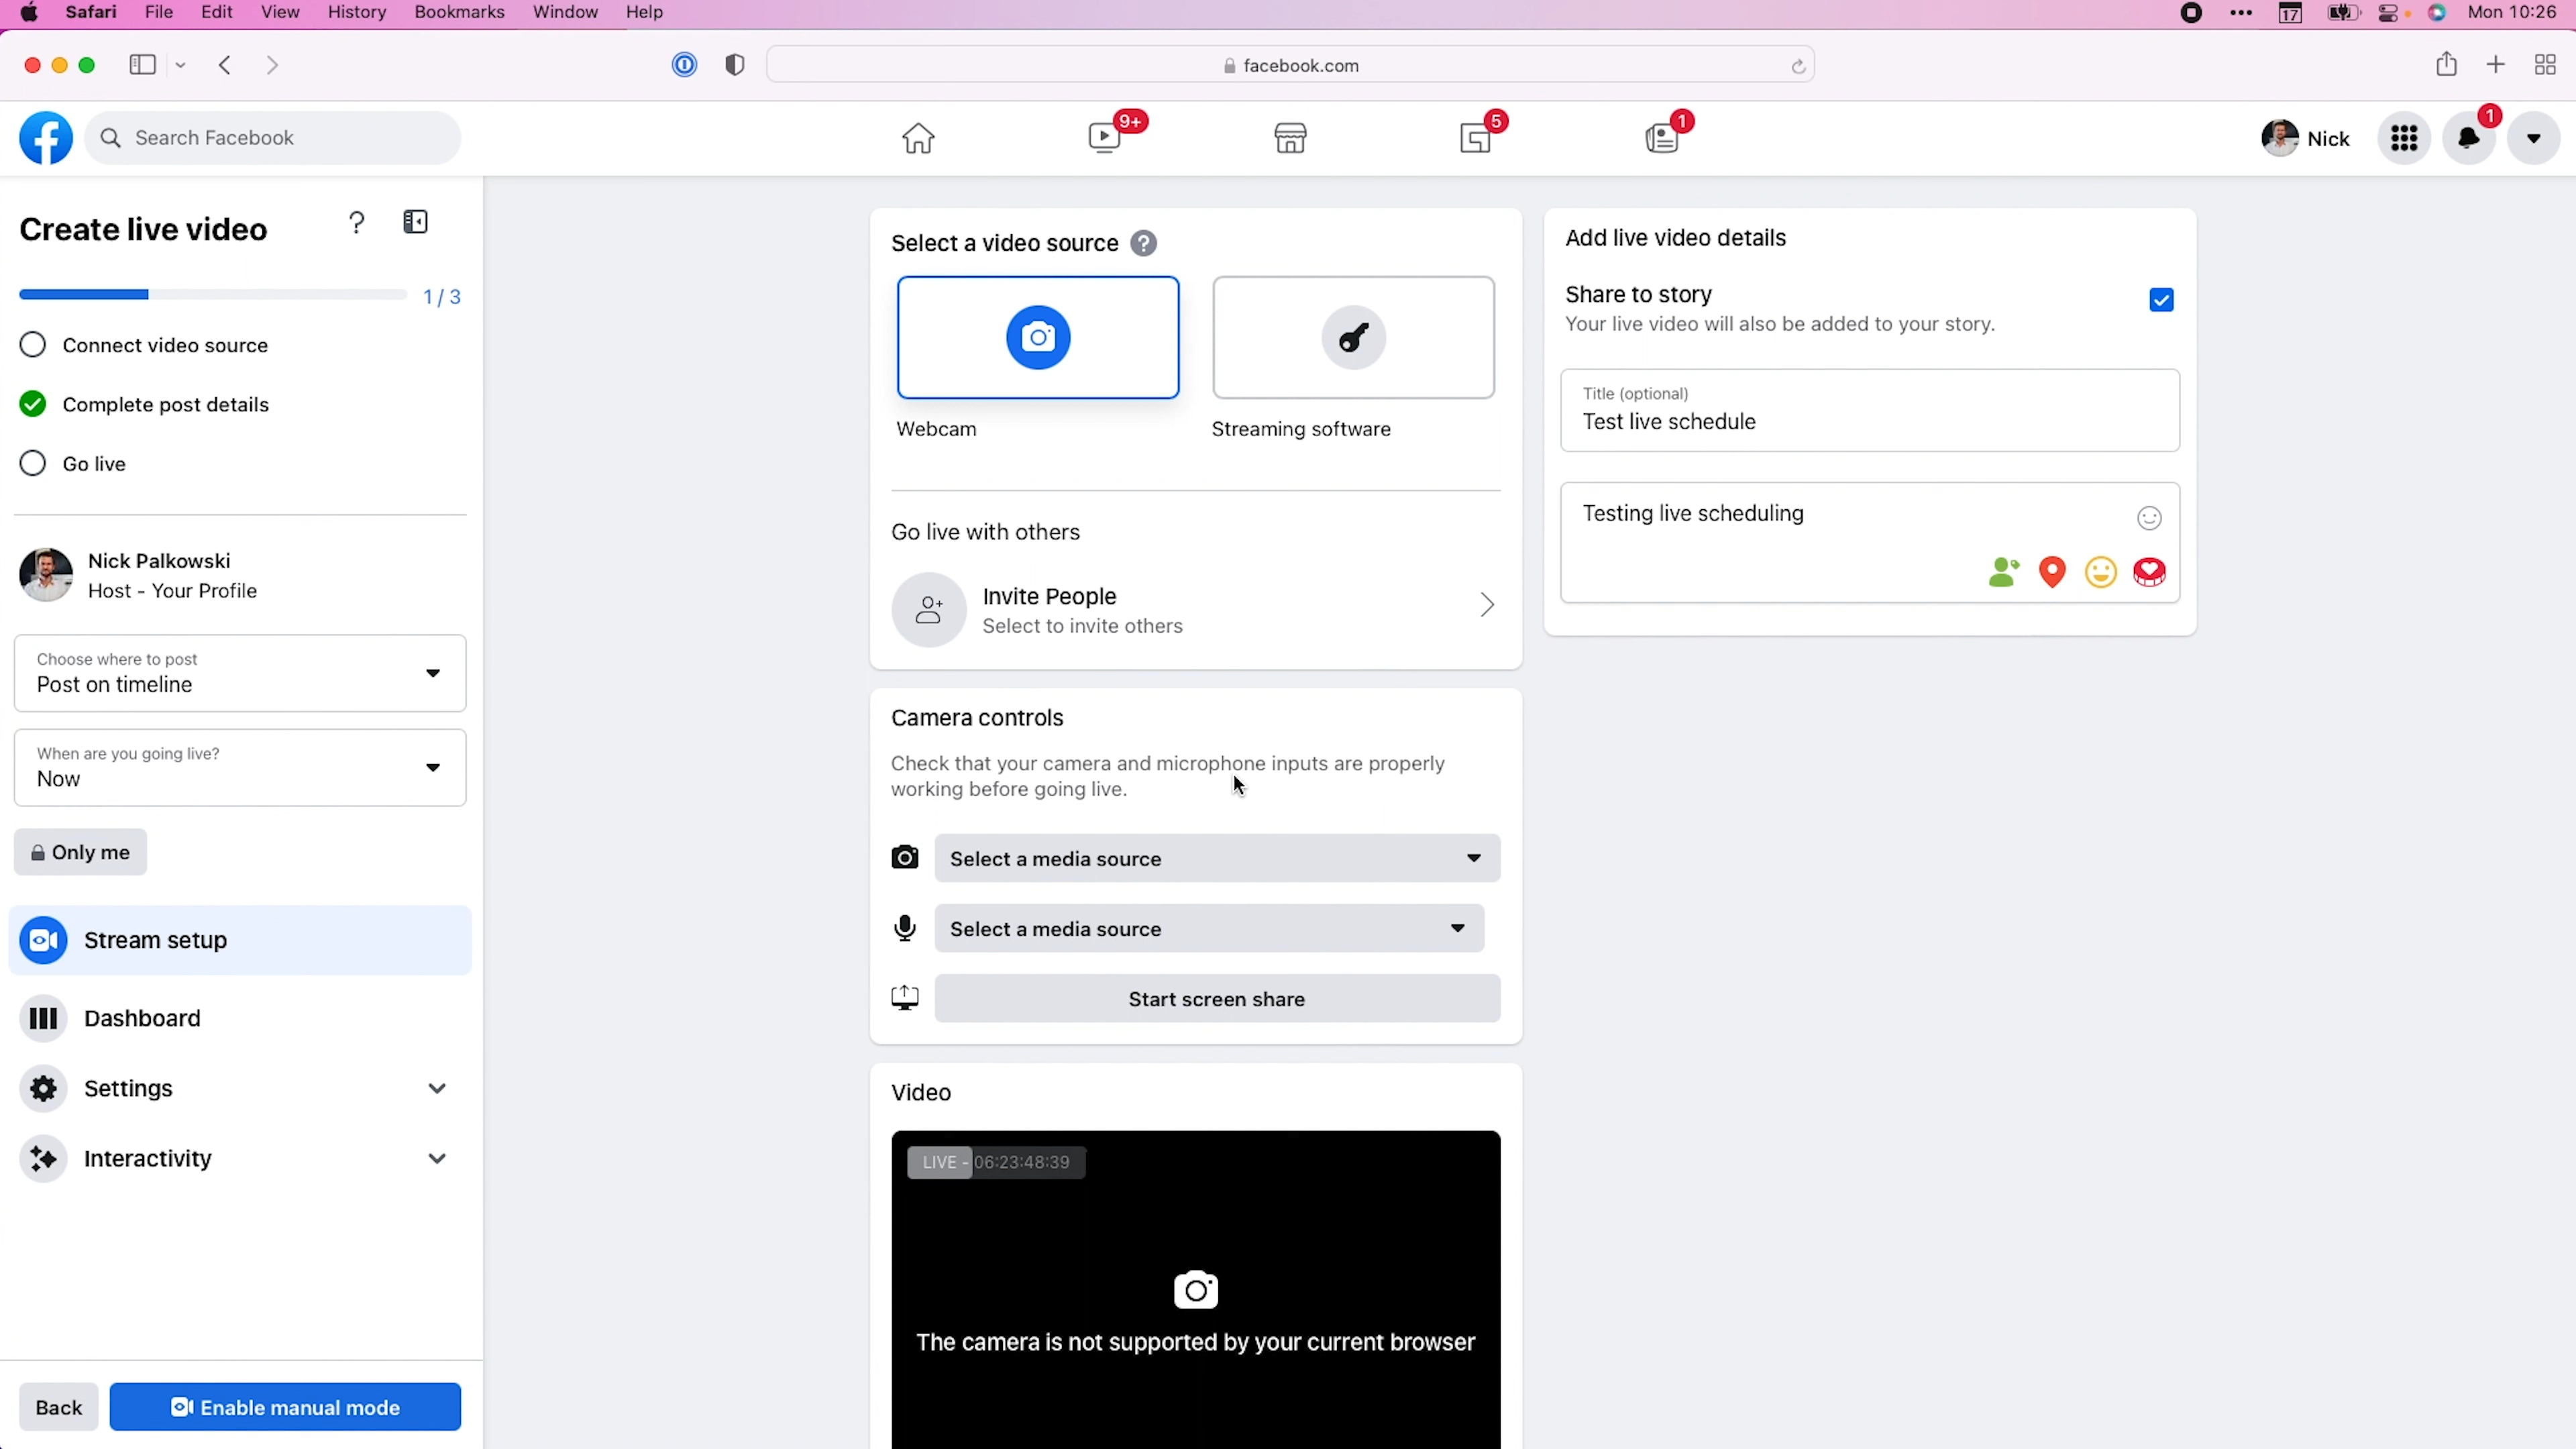 Safari File Edit View History Bookmarks Window Help
17
Mon 10:26
facebook.com
Search Facebook
9+
5
1
Nick
1
Create live video
1 / 3
Connect video source
Complete post details
Go live
Nick Palkowski
Host - Your Profile
Choose where to post
Post on timeline
When are you going live?
Now
Only me
Stream setup
Dashboard
Settings
Interactivity
Back
Enable manual mode
Select a video source
Webcam
Streaming software
Go live with others
Invite People
Select to invite others
Camera controls
Check that your camera and microphone inputs are properly
working before going live.
Select a media source
Select a media source
Start screen share
Video
LIVE - 06:23:48:39
The camera is not supported by your current browser
Add live video details
Share to story
Your live video will also be added to your story.
Title (optional)
Test live schedule
Testing live scheduling